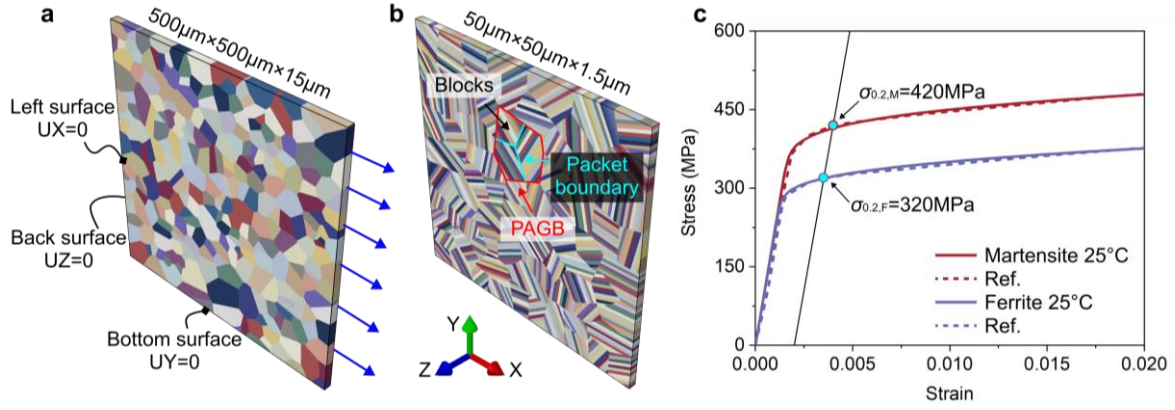 a
500μm×500μm×15μm
Left surface
UX=0
Back surface
UZ=0
Bottom surface
UY=0
b
50μm×50μm×1.5μm
Blocks
Packet
boundary
PAGB
Y
Z
X
c
600
450
300
150
0
Stress (MPa)
σ0.2,M=420MPa
σ0.2,F=320MPa
Martensite 25°C
Ref.
Ferrite 25°C
Ref.
0.000
0.005
0.010
0.015
0.020
Strain